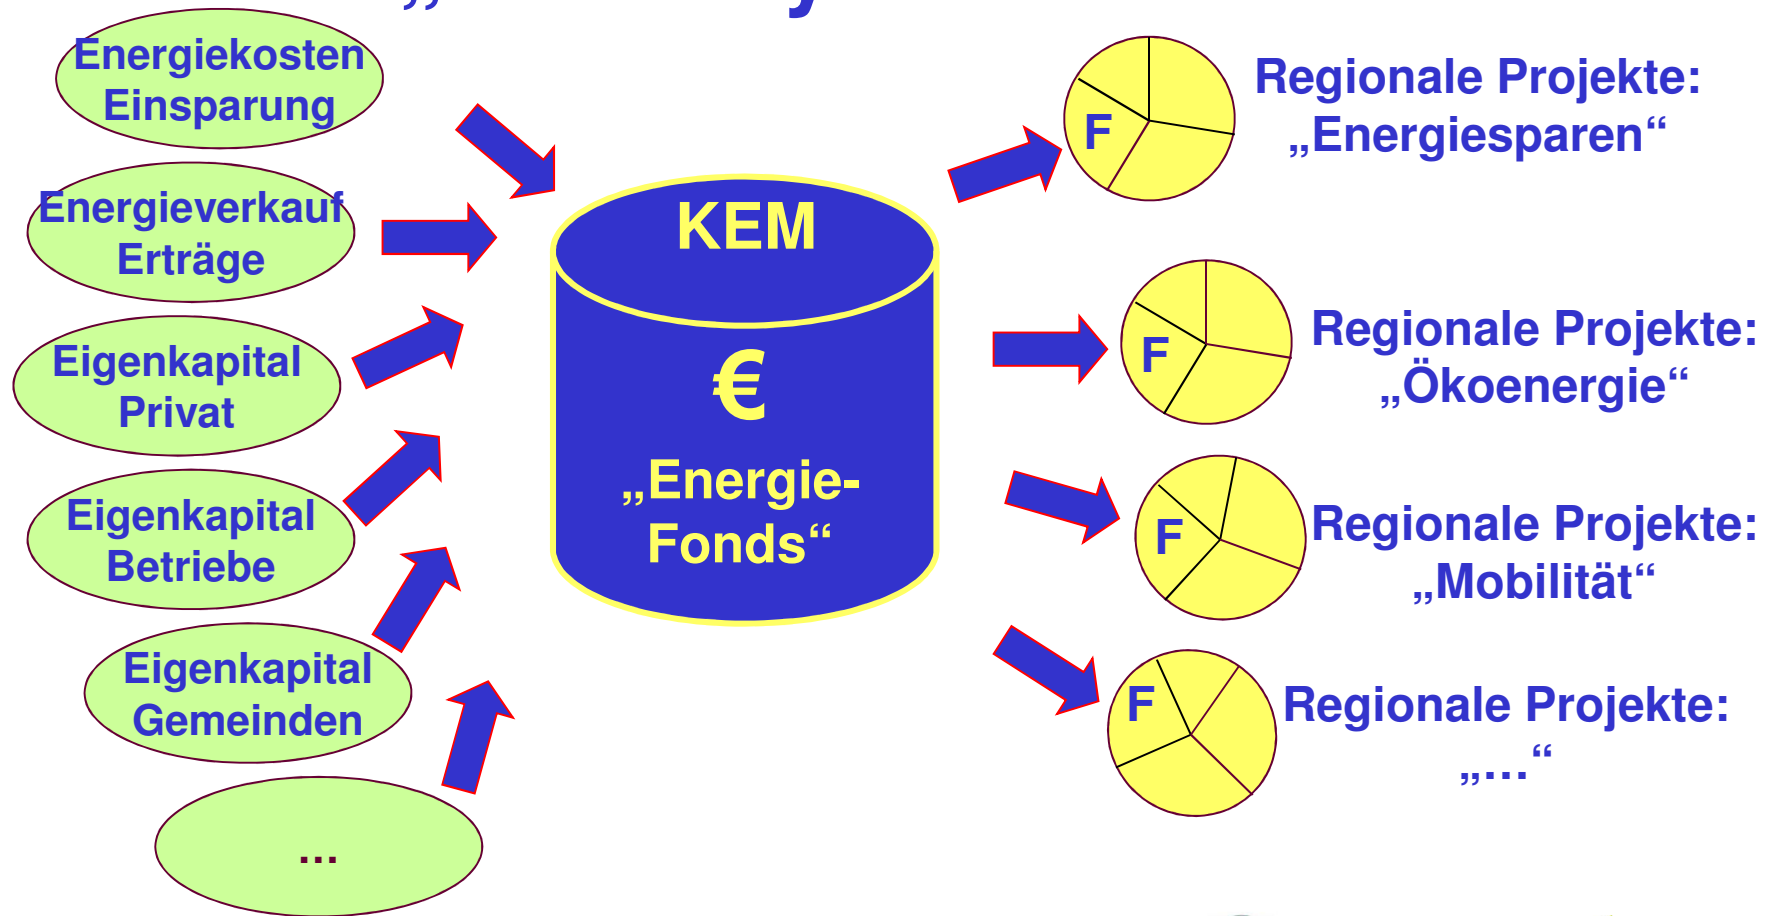 Energiekosten
Einsparung
Energieverkauf
Erträge
Eigenkapital
Privat
Eigenkapital
Betriebe
Eigenkapital
Gemeinden
…
KEM
€
„Energie-
Fonds“
F
Regionale Projekte:
„Energiesparen“
F
Regionale Projekte:
„Ökoenergie“
F
Regionale Projekte:
„Mobilität“
F
Regionale Projekte:
„…“